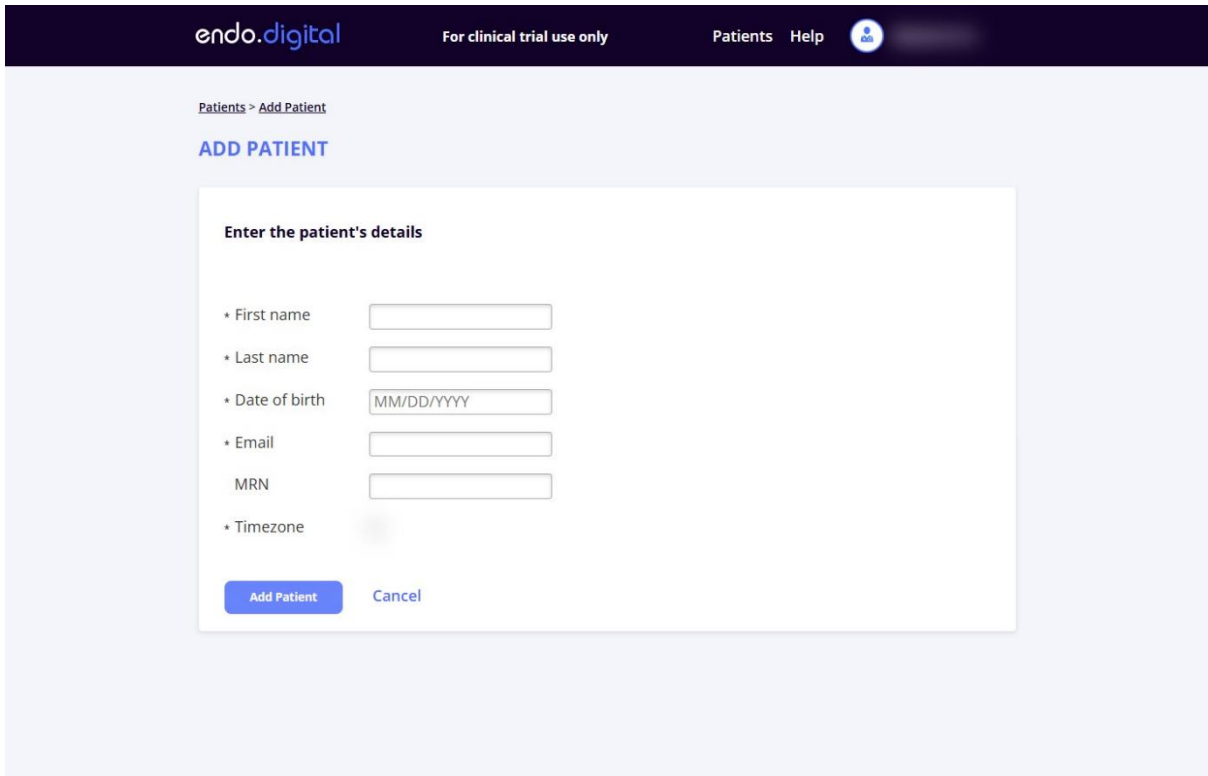 endo.digital For clinical trial use only Patients Help
Patients > Add Patient
ADD PATIENT
Enter the patient's details
* First name
* Last name
* Date of birth MM/DD/YYYY
* Email
MRN
* Timezone
Add Patient Cancel